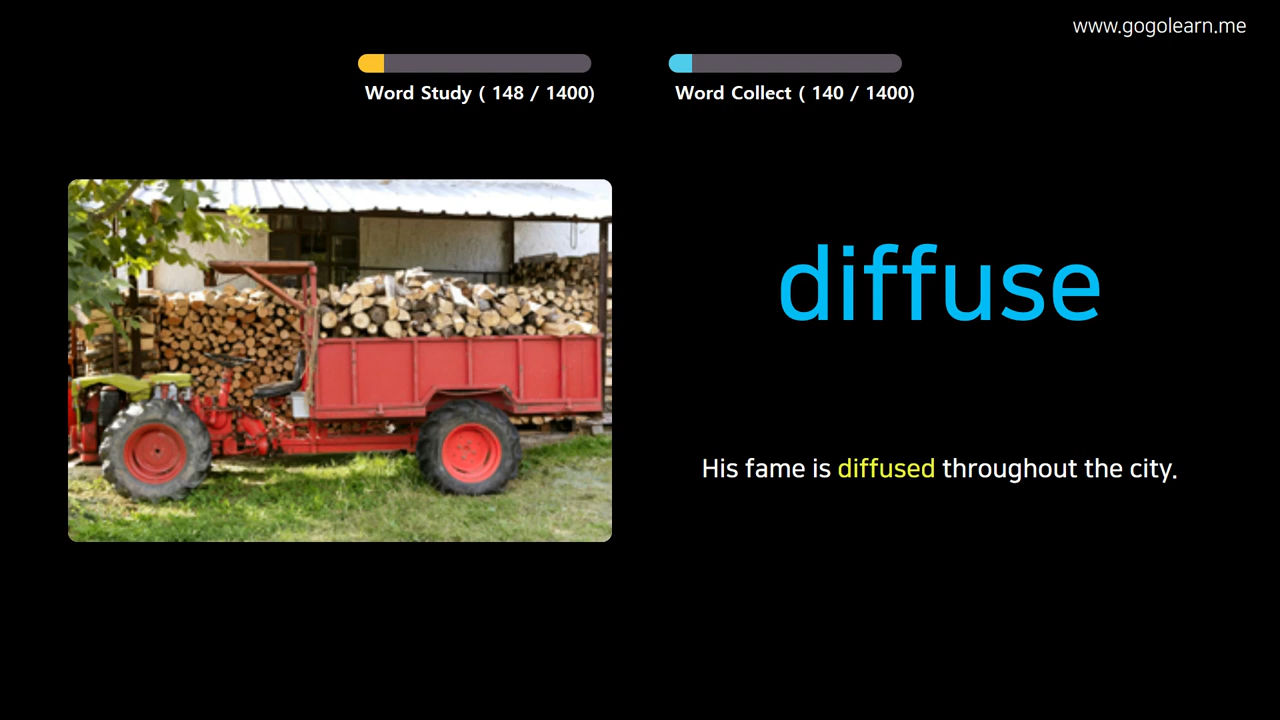 www.gogolearn.me
Word Study ( 148 / 1400)
Word Collect ( 140 / 1400)
diffuse
His fame is diffused throughout the city.